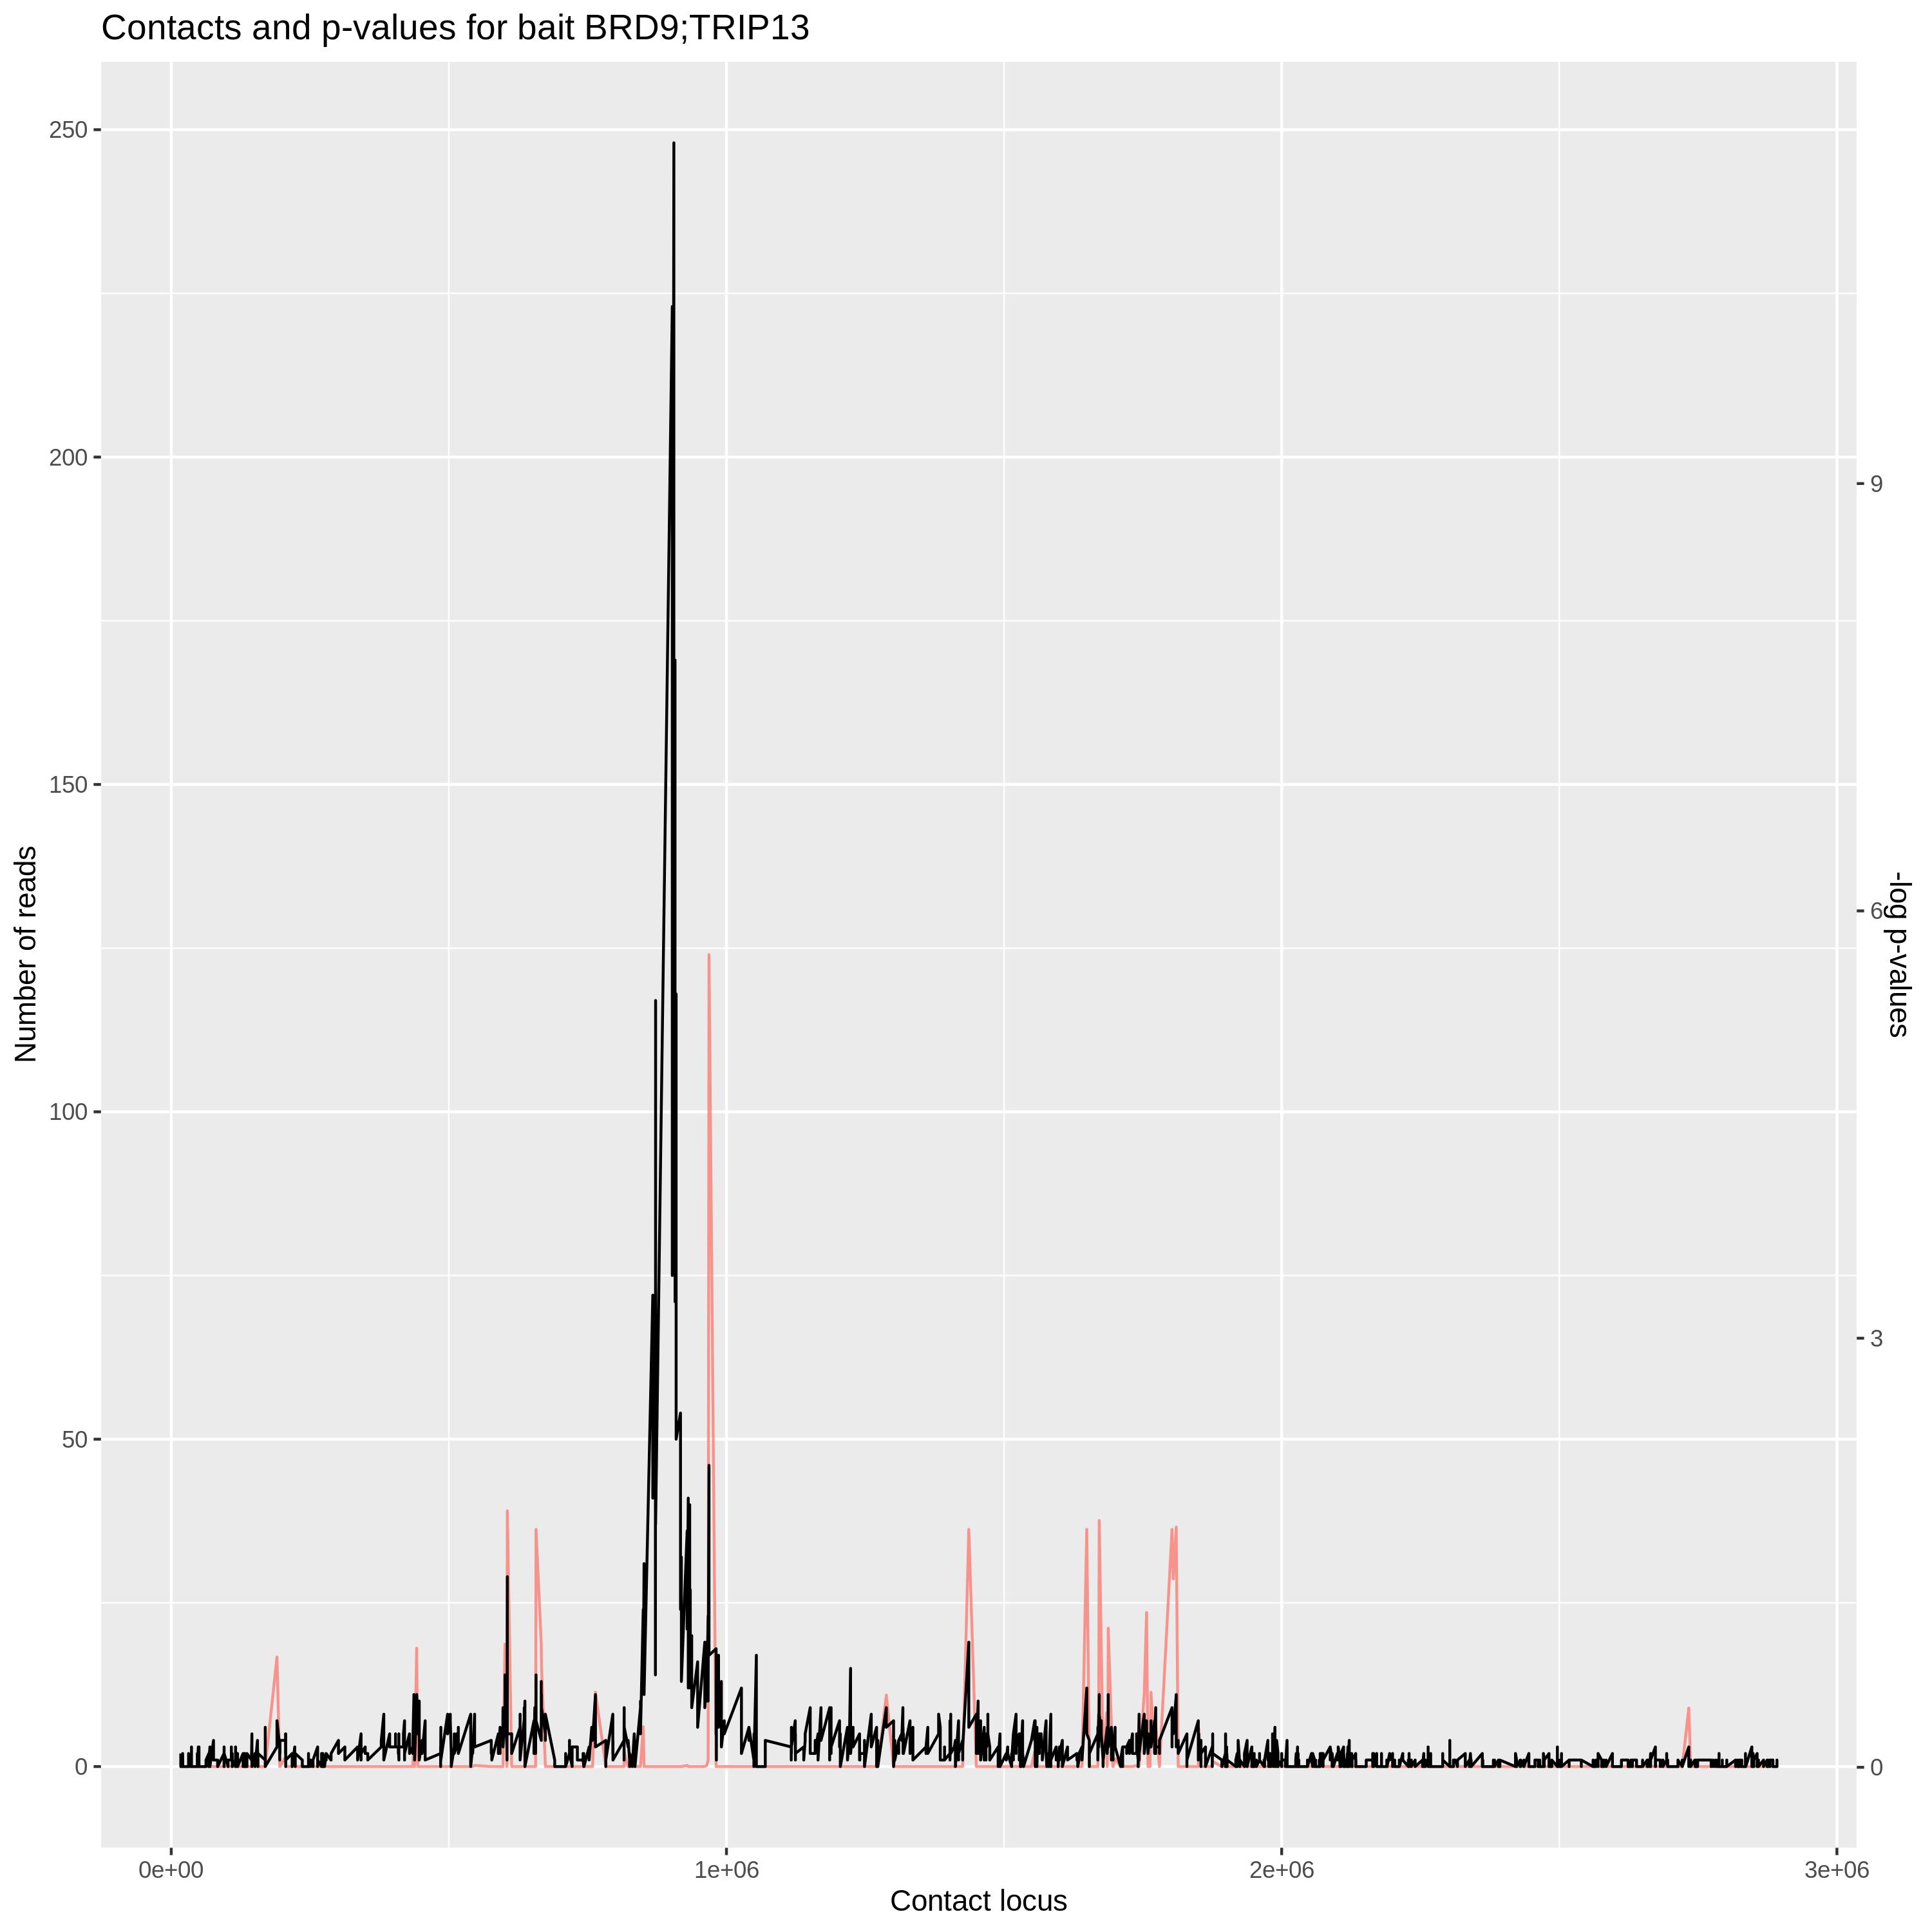 Contacts and p-values for bait BRD9;TRIP13
250
200
150
100
50
0
Number of reads
9
6
3
0
-log p-values
0e+00
1e+06
2e+06
3e+06
Contact locus